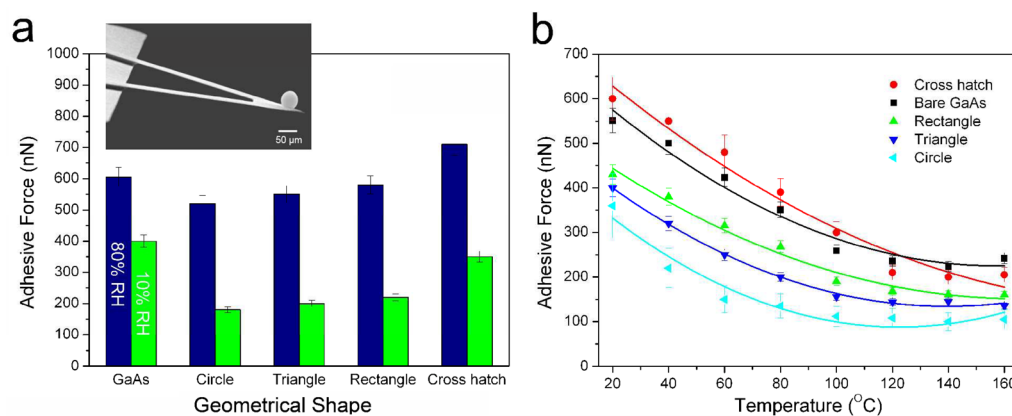 a
Adhesive Force (nN)
1000
900
800
700
600
500
400
300
200
100
0
50 µm
80% RH
10% RH
GaAs Circle Triangle Rectangle Cross hatch
Geometrical Shape
b
Adhesive Force (nN)
700
600
500
400
300
200
100
0
Cross hatch
Bare GaAs
Rectangle
Triangle
Circle
20 40 60 80 100 120 140 160
Temperature (°C)